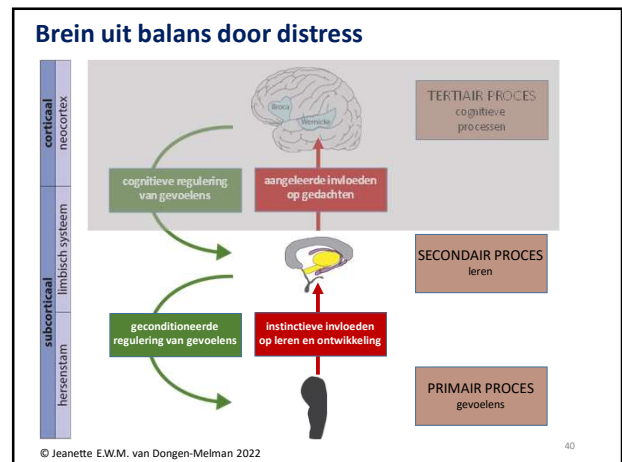 Brein uit balans door distress
corticaal
neocortex
Broca
Wernicke
TERTIAIR PROCES
cognitieve
processen
cognitieve regulering
van gevoelens
aangeleerde invloeden
op gedachten
subcorticaal
limbisch systeem
SECONDAIR PROCES
leren
geconditioneerde
regulering van gevoelens
instinctieve invloeden
op leren en ontwikkeling
hersenstam
PRIMAIR PROCES
gevoelens
© Jeanette E.W.M. van Dongen-Melman 2022
40